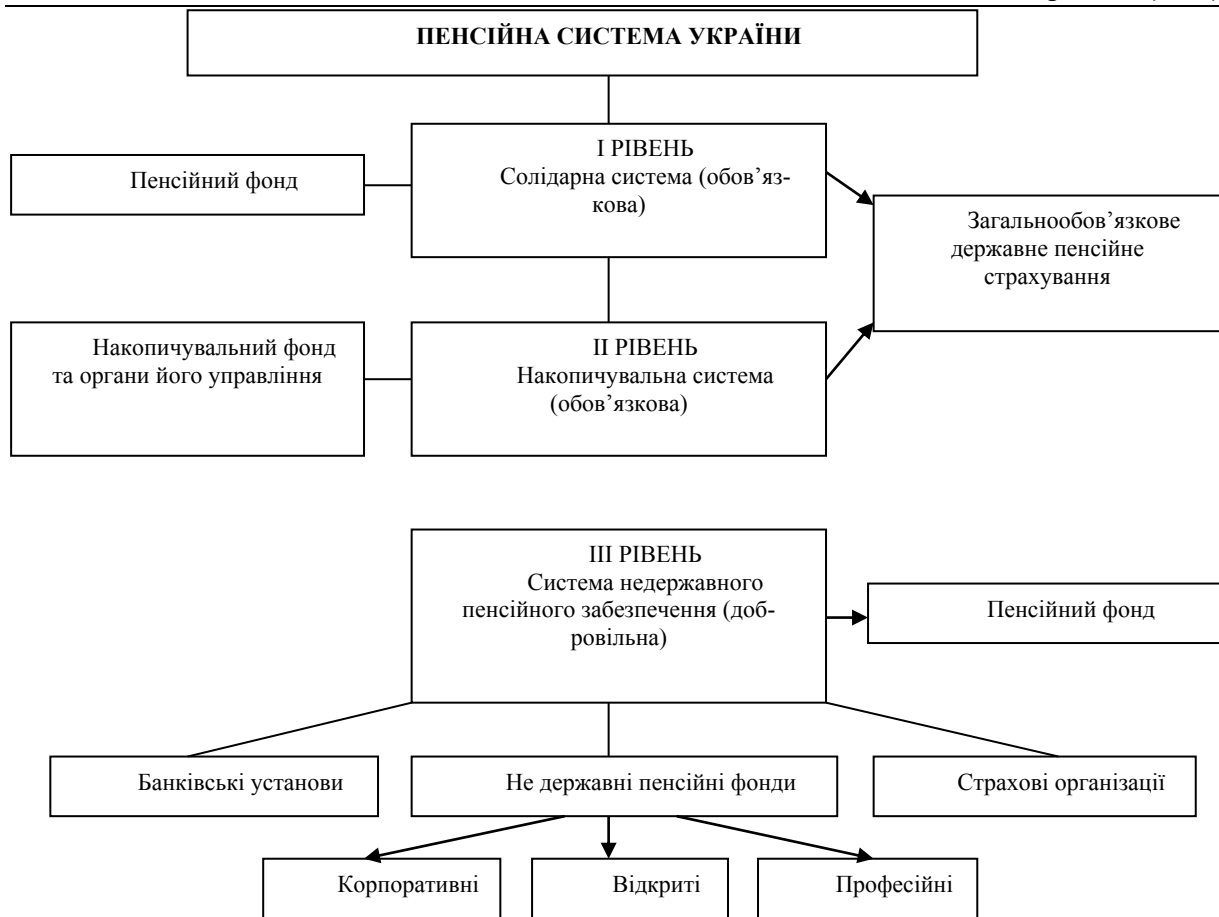 ПЕНСІЙНА СИСТЕМА УКРАЇНИ
І РІВЕНЬ
Солідарна система (обов’яз-
кова)
Пенсійний фонд
Загальнообов’язкове
державне пенсійне
страхування
Накопичувальний фонд
та органи його управління
ІІ РІВЕНЬ
Накопичувальна система
(обов’язкова)
ІІІ РІВЕНЬ
Система недержавного
пенсійного забезпечення (доб-
ровільна)
Пенсійний фонд
Банківські установи
Не державні пенсійні фонди
Страхові організації
Корпоративні
Відкриті
Професійні